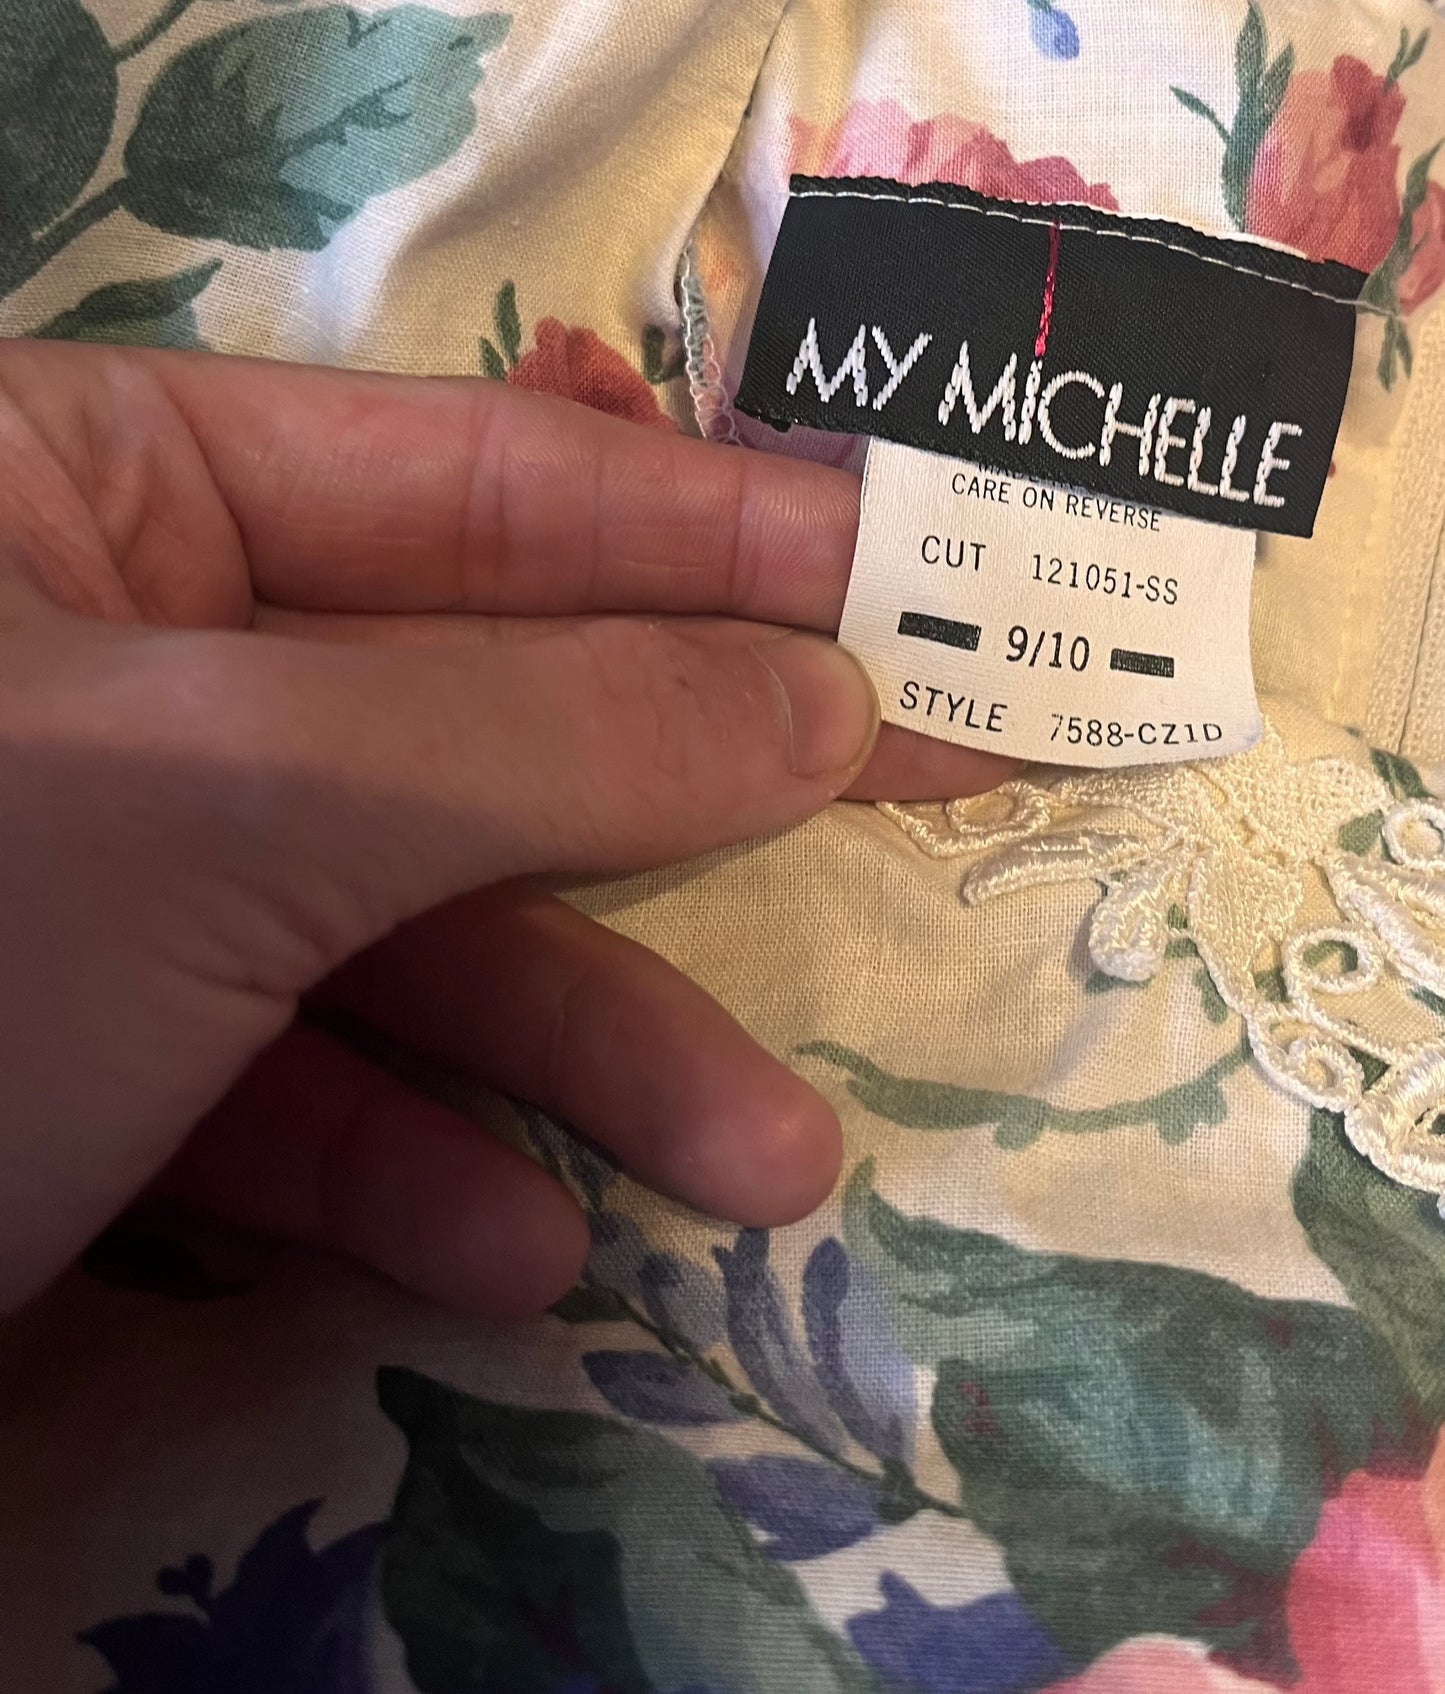 MY MICHELLE
CARE ON REVERSE
CUT 121051-SS
9/10
STYLE 7588-CZ1D